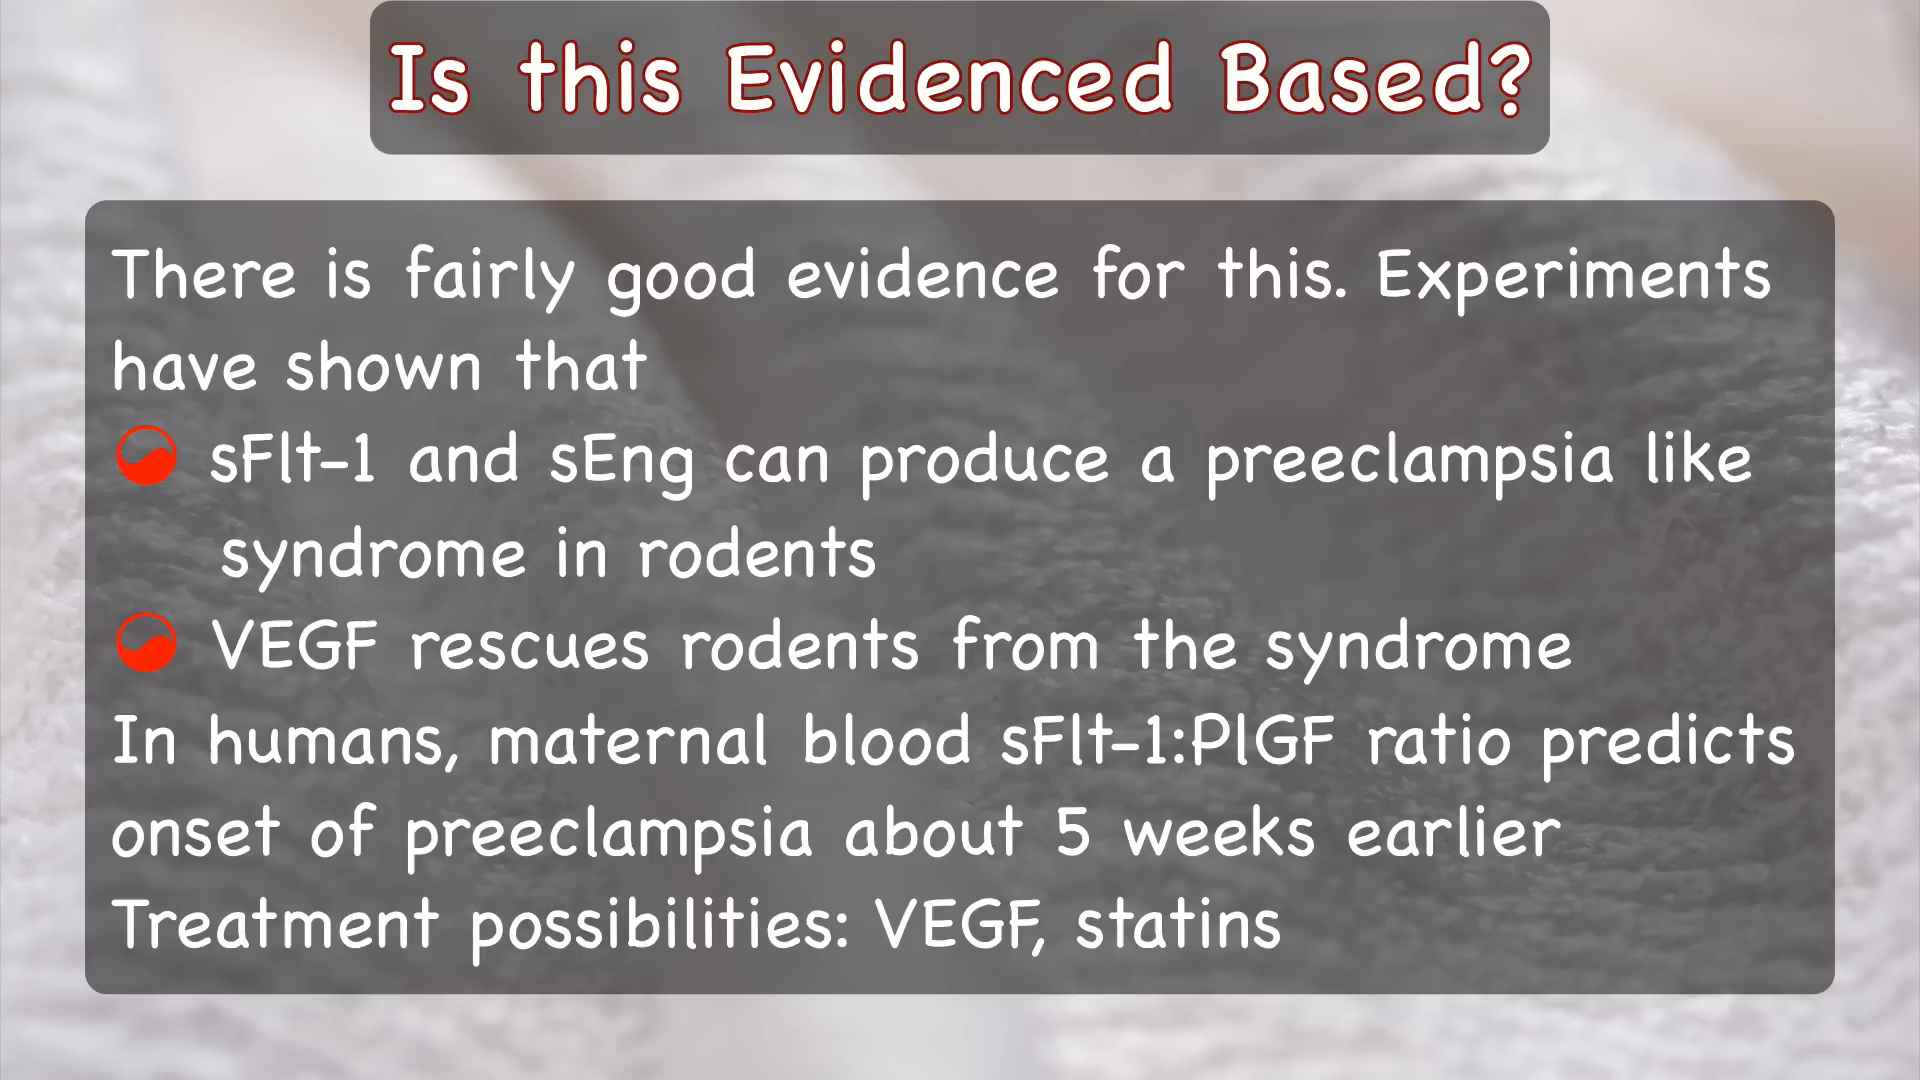 Is this Evidenced Based?
There is fairly good evidence for this. Experiments
have shown that
sFlt-1 and sEng can produce a preeclampsia like
syndrome in rodents
VEGF rescues rodents from the syndrome
In humans, maternal blood sFlt-1:PlGF ratio predicts
onset of preeclampsia about 5 weeks earlier
Treatment possibilities: VEGF, statins